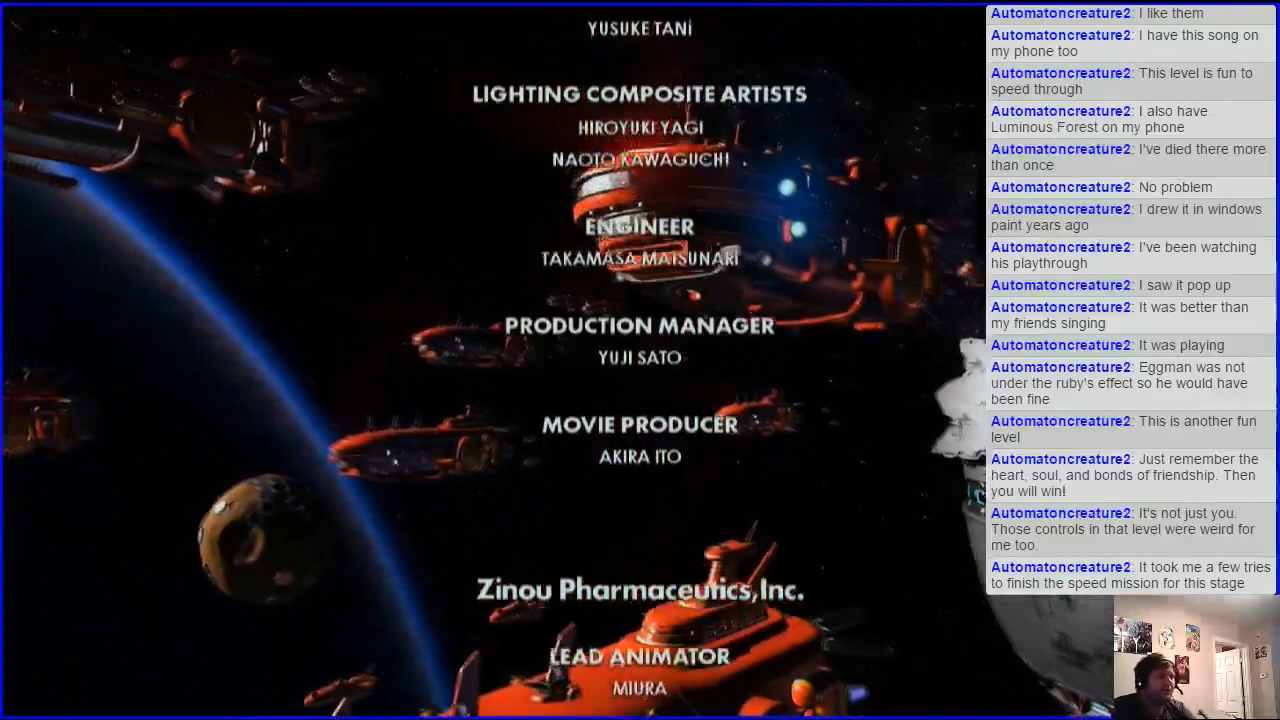 YUSUKE TANI
LIGHTING COMPOSITE ARTISTS
HIROYUKI YAGI
NAOTO KAWAGUCHI
ENGINEER
TAKAMASA MAISUNARI
PRODUCTION MANAGER
YUJI SATO
MOVIE PRODUCER
AKIRA ITO
Zinou Pharmaceutics,Inc.
LEAD ANIMATOR
MIURA
Automatoncreature2: I like them
Automatoncreature2: I have this song on
my phone too
Automatoncreature2: This level is fun to
speed through
Automatoncreature2: I also have
Luminous Forest on my phone
Automatoncreature2: I've died there more
than once
Automatoncreature2: No problem
Automatoncreature2: I drew it in windows
paint years ago
Automatoncreature2: I've been watching
his playthrough
Automatoncreature2: I saw it pop up
Automatoncreature2: It was better than
my friends singing
Automatoncreature2: It was playing
Automatoncreature2: Eggman was not
under the ruby's effect so he would have
been fine
Automatoncreature2: This is another fun
level
Automatoncreature2: Just remember the
heart, soul, and bonds of friendship. Then
you will win!
Automatoncreature2: It's not just you.
Those controls in that level were weird for
me too.
Automatoncreature2: It took me a few tries
to finish the speed mission for this stage